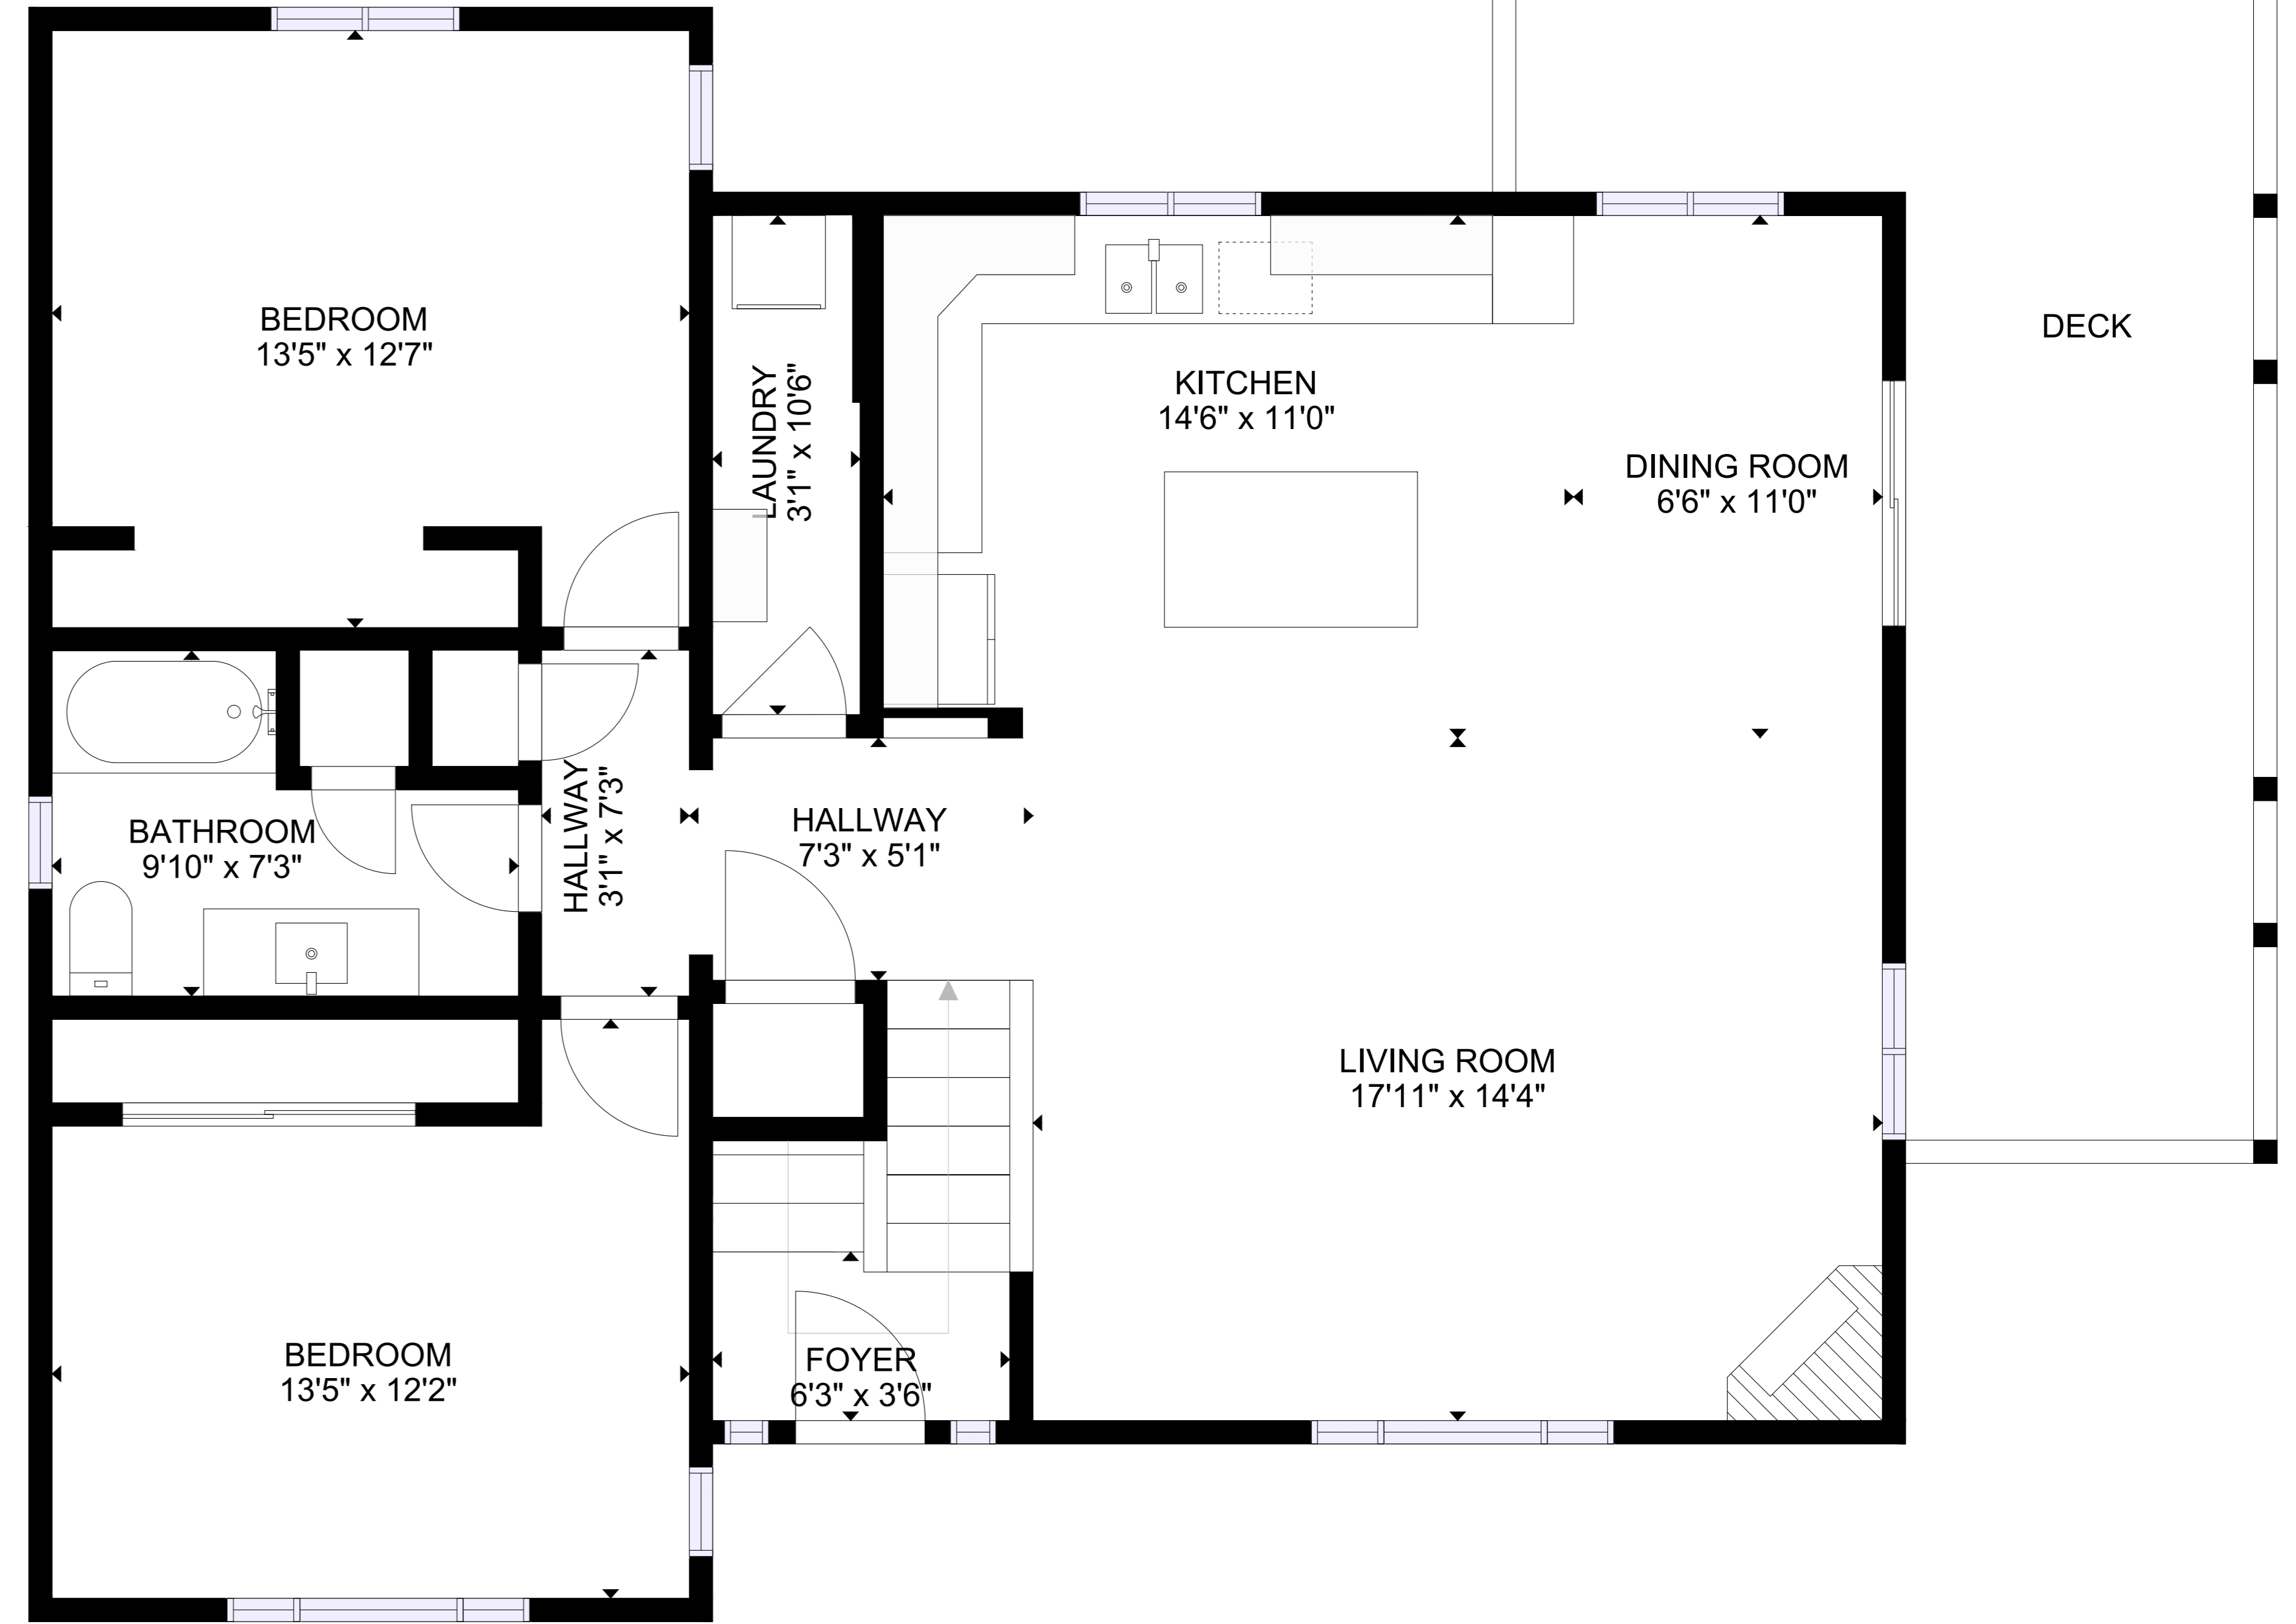 BEDROOM
13'5" x 12'7"
LAUNDRY
3'1" x 10'6"
KITCHEN
14'6" x 11'0"
DINING ROOM
6'6" x 11'0"
DECK
BATHROOM
9'10" x 7'3"
HALLWAY
3'1" x 7'3"
HALLWAY
7'3" x 5'1"
LIVING ROOM
17'11" x 14'4"
BEDROOM
13'5" x 12'2"
FOYER
6'3" x 3'6"